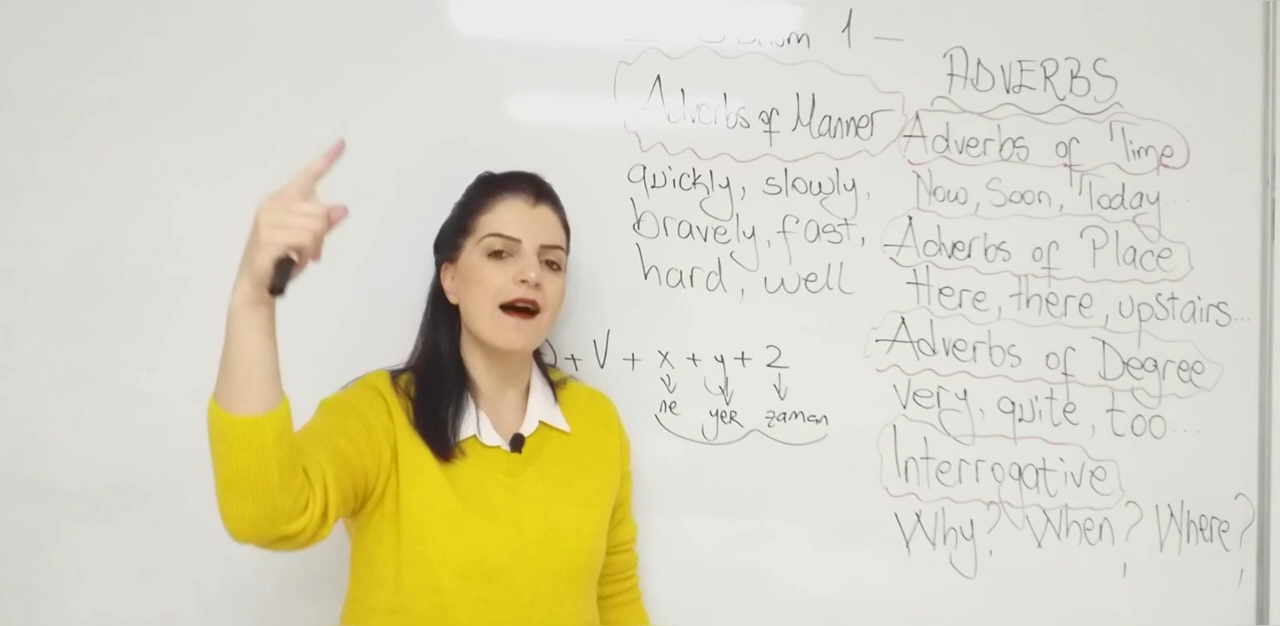 1 —
Adverbs of Manner
quickly, slowly,
bravely, fast,
hard, well
+ V + x + y + 2
ne yer zaman
ADVERBS
Adverbs of Time
Now, Soon, Today...
Adverbs of Place
Here, there, upstairs...
Adverbs of Degree
very, quite, too...
Interrogative
Why? When? Where?